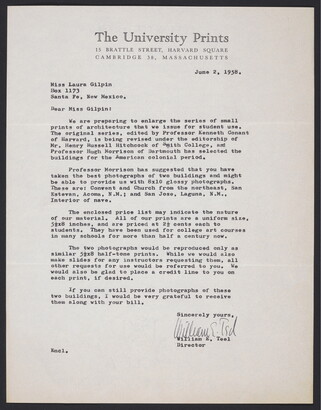 The University Prints
15 BRATTLE STREET, HARVARD SQUARE
CAMBRIDGE 38, MASSACHUSETTS
June 2, 1958.
Miss Laura Gilpin
Box 1173
Santa Fe, New Mexico.
Dear Miss Gilpin:
We are preparing to enlarge the series of small
prints of architecture that we issue for student use.
The original series, edited by Professor Kenneth Conant
of Harvard, is being revised under the editorship of
Mr. Henry Russell Hitchcock of Smith College, and
Professor Hugh Morrison of Dartmouth has selected the
buildings for the American colonial period.
Professor Morrison has suggested that you have
taken the best photographs of two buildings and might
be able to provide us with 8x10 glossy photographs.
These are: Convent and Church from the northeast, San
Estevan, Acoma, N.M.; and San Jose, Laguna, N.M.,
Interior of nave.
The enclosed price list may indicate the nature
of our material. All of our prints are a uniform size,
5½x8 inches, and are priced at 2½ cents each to the
students. They have been used for college art courses
in many schools for more than half a century now.
The two photographs would be reproduced only as
similar 5½x8 half-tone prints. While we would also
make slides for any instructors requesting them, all
other requests for use would be referred to you. We
would also be glad to place a credit line to you on
each print, if desired.
If you can still provide photographs of these
two buildings, I would be very grateful to receive
them along with your bill.
Sincerely yours,
William E. Teel
William E. Teel
Director
Encl.